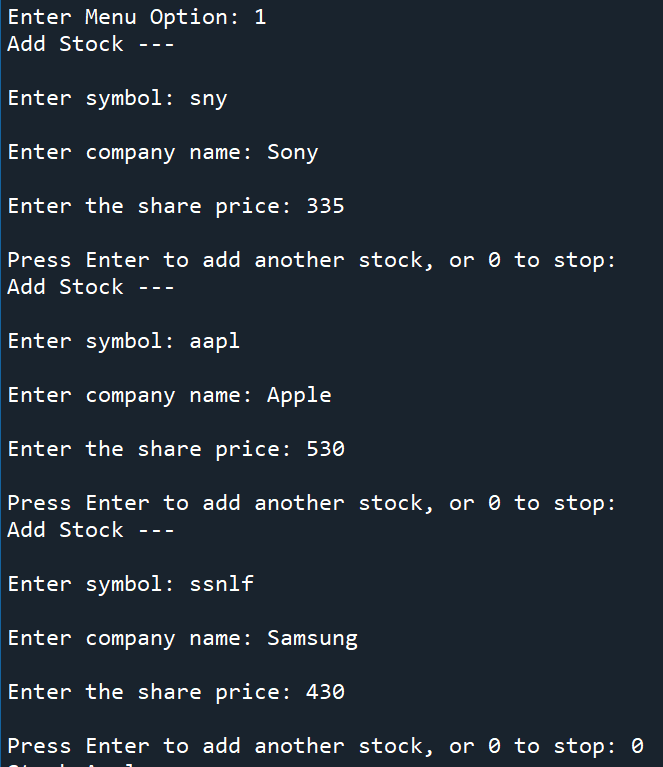 Enter Menu Option: 1
Add Stock ---
Enter symbol: sny
Enter company name: Sony
Enter the share price: 335
Press Enter to add another stock, or 0 to stop:
Add Stock ---
Enter symbol: aapl
Enter company name: Apple
Enter the share price: 530
Press Enter to add another stock, or 0 to stop:
Add Stock ---
Enter symbol: ssnlf
Enter company name: Samsung
Enter the share price: 430
Press Enter to add another stock, or 0 to stop: 0